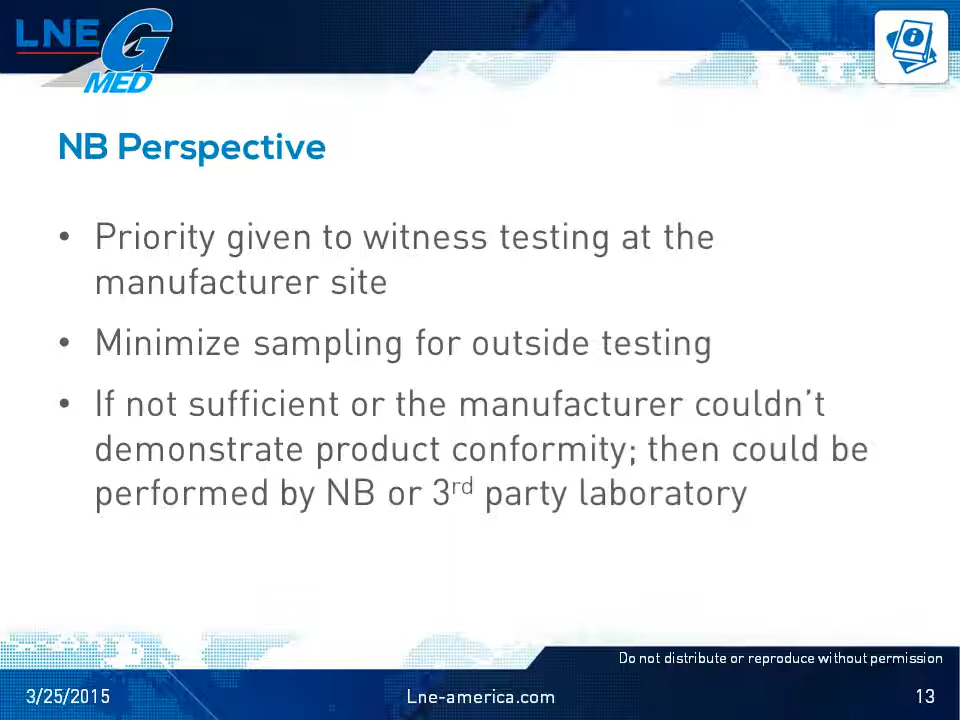 LNE G
MED
NB Perspective
• Priority given to witness testing at the
manufacturer site
• Minimize sampling for outside testing
• If not sufficient or the manufacturer couldn't
demonstrate product conformity; then could be
performed by NB or 3rd party laboratory
Do not distribute or reproduce without permission
3/25/2015
Lne-america.com
13